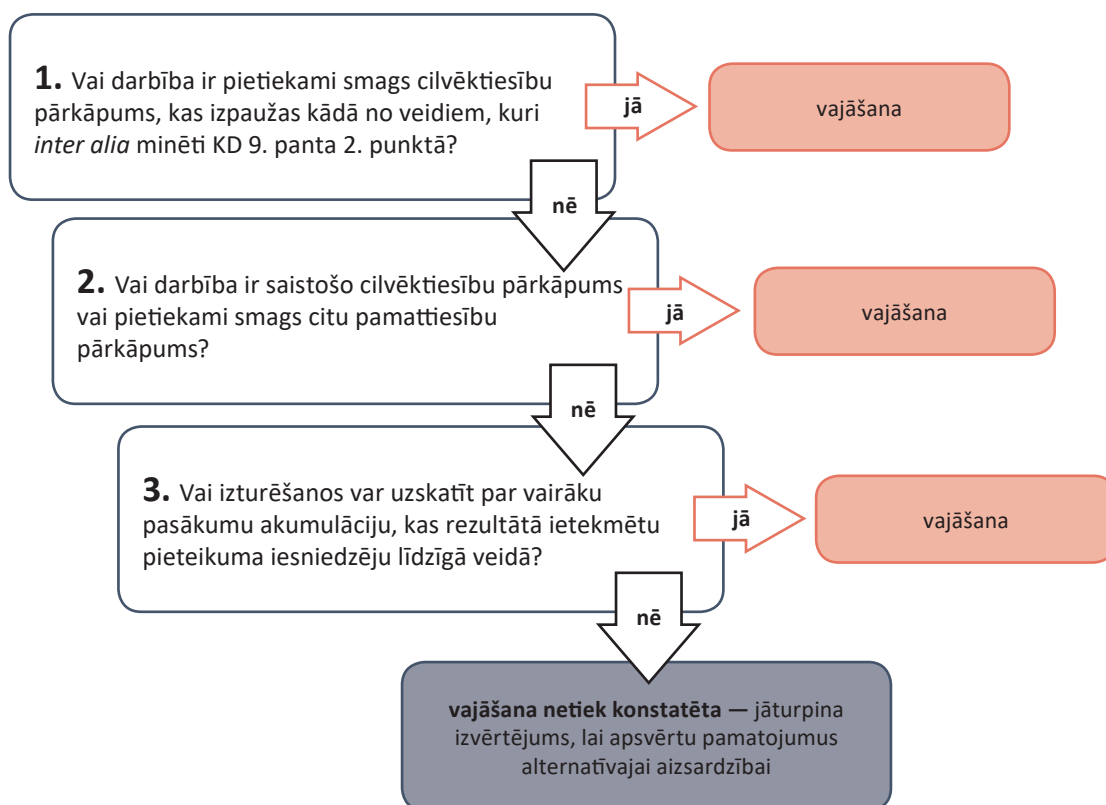 1. Vai darbība ir pietiekami smags cilvēktiesību
pārkāpums, kas izpaužas kādā no veidiem, kuri
inter alia minēti KD 9. panta 2. punktā?
jā
vajāšana
nē
2. Vai darbība ir saistošo cilvēktiesību pārkāpums
vai pietiekami smags citu pamattiesību
pārkāpums?
jā
vajāšana
nē
3. Vai izturēšanos var uzskatīt par vairāku
pasākumu akumulāciju, kas rezultātā ietekmētu
pieteikuma iesniedzēju līdzīgā veidā?
jā
vajāšana
nē
vajāšana netiek konstatēta — jāturpina
izvērtējums, lai apsvērtu pamatojumus
alternatīvajai aizsardzībai